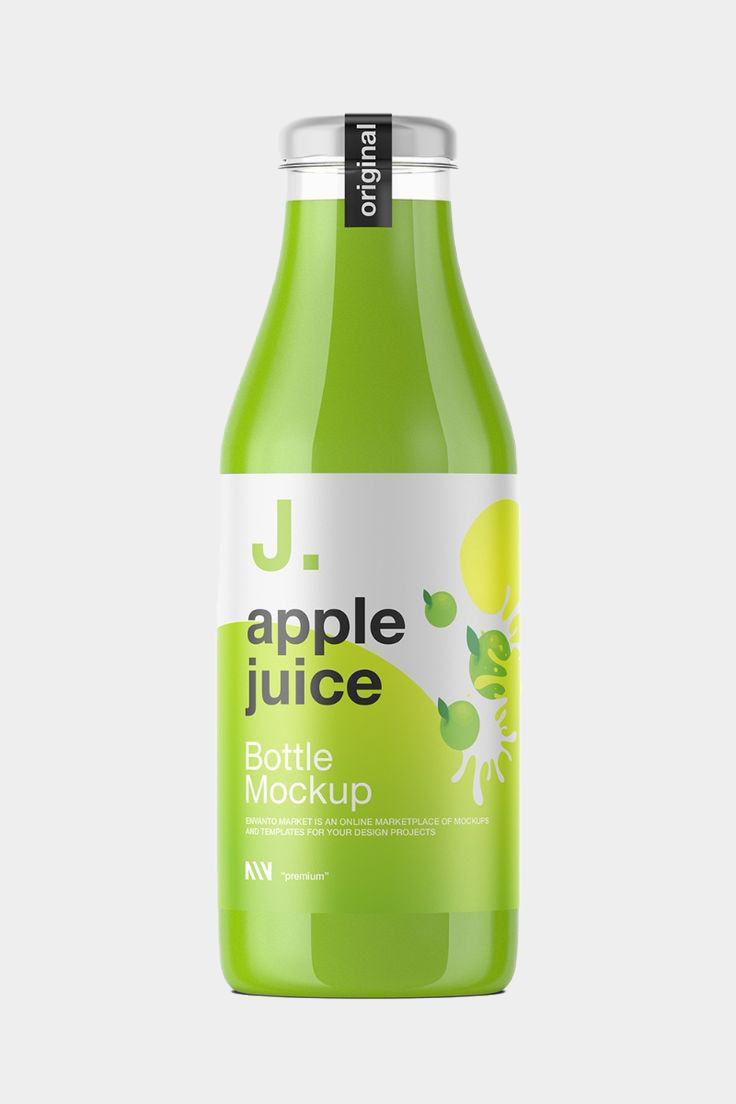 original
J.
apple
juice
Bottle
Mockup
ENVANTO MARKET IS AN ONLINE MARKETPLACE OF MOCKUPS
AND TEMPLATES FOR YOUR DESIGN PROJECTS
"premium"